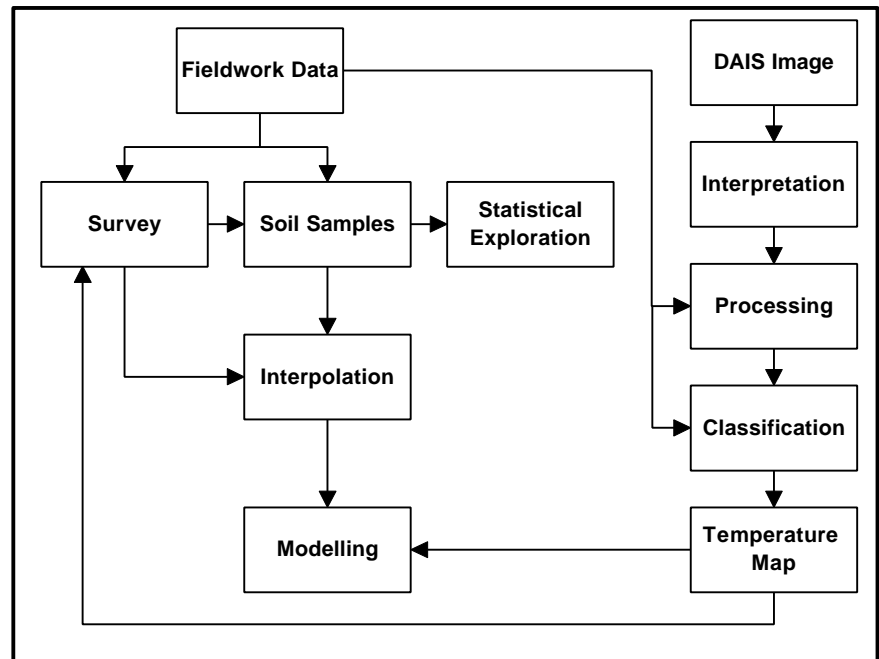 Fieldwork Data
DAIS Image
Interpretation
Survey
Soil Samples
Statistical
Exploration
Processing
Interpolation
Classification
Modelling
Temperature
Map